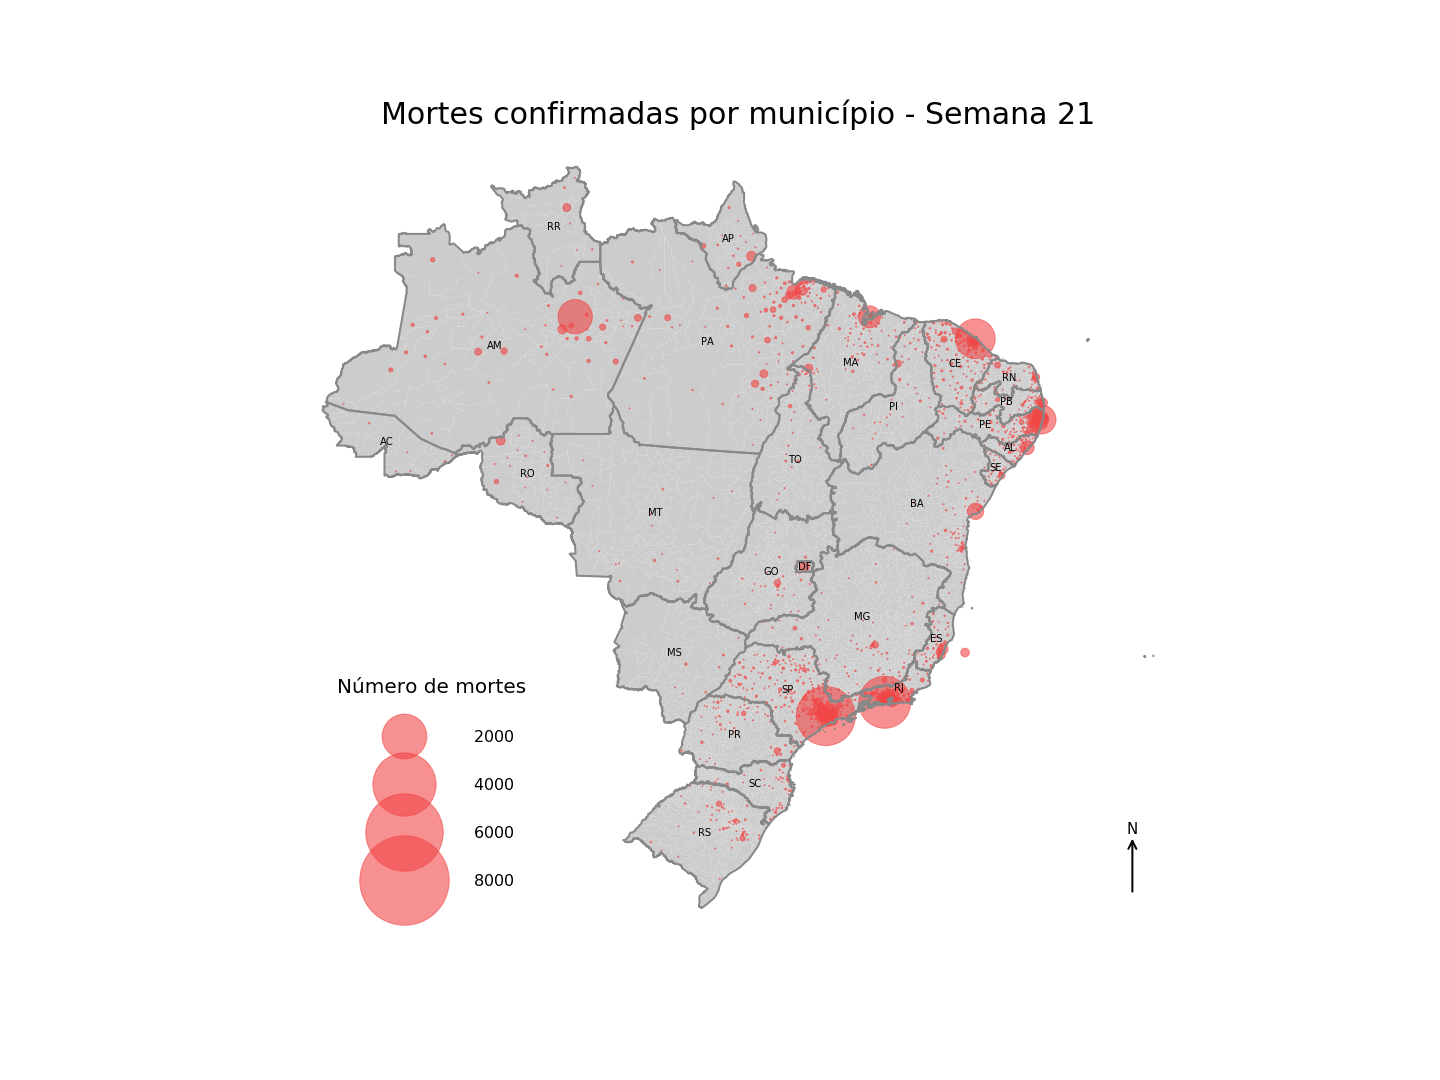 Mortes confirmadas por município - Semana 21
RR
AP
AM
PA
MA
CE
RN
PB
PI
PE
AC
AL
TO
SE
RO
BA
MT
GO
DF
MG
ES
MS
SP
RJ
PR
SC
RS
Número de mortes
2000
4000
6000
8000
N